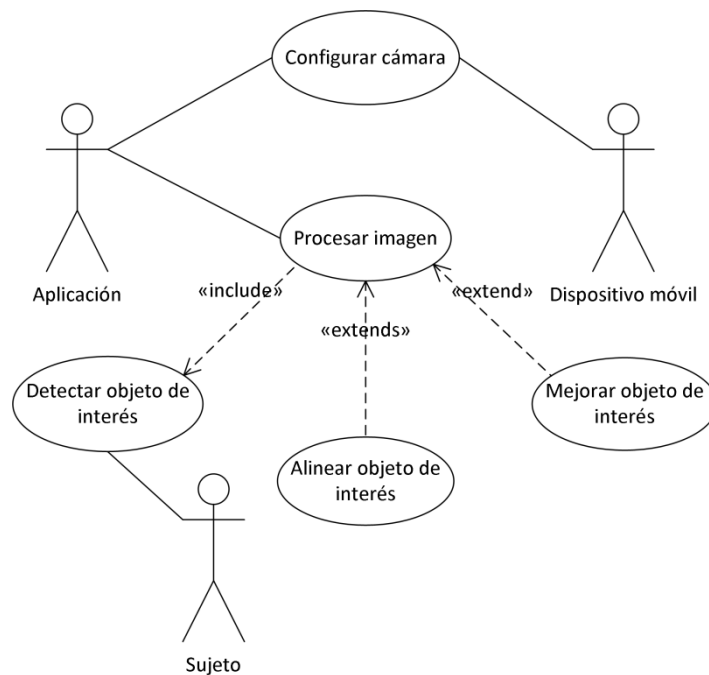 Configurar cámara
Procesar imagen
Aplicación
«include»
«extend»
Dispositivo móvil
«extends»
Detectar objeto de
interés
Mejorar objeto de
interés
Alinear objeto de
interés
Sujeto